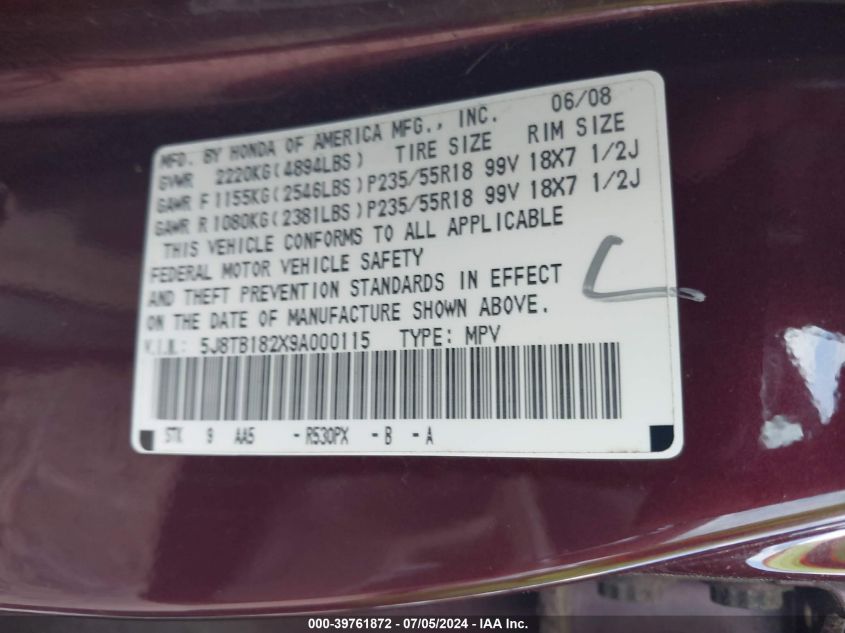 MFD. BY HONDA OF AMERICA MFG., INC. 06/08
GVWR 2220KG(4894LBS) TIRE SIZE RIM SIZE
GAWR F1155KG(2546LBS)P235/55R18 99V 18X7 1/2J
GAWR R1080KG(2381LBS)P235/55R18 99V 18X7 1/2J
THIS VEHICLE CONFORMS TO ALL APPLICABLE
FEDERAL MOTOR VEHICLE SAFETY
AND THEFT PREVENTION STANDARDS IN EFFECT
ON THE DATE OF MANUFACTURE SHOWN ABOVE.
V.I.N.: 5J8TB182X9A000115 TYPE: MPV
STK 9 AA5 -R530PX -B -A
000-39761872 - 07/05/2024 - IAA Inc.